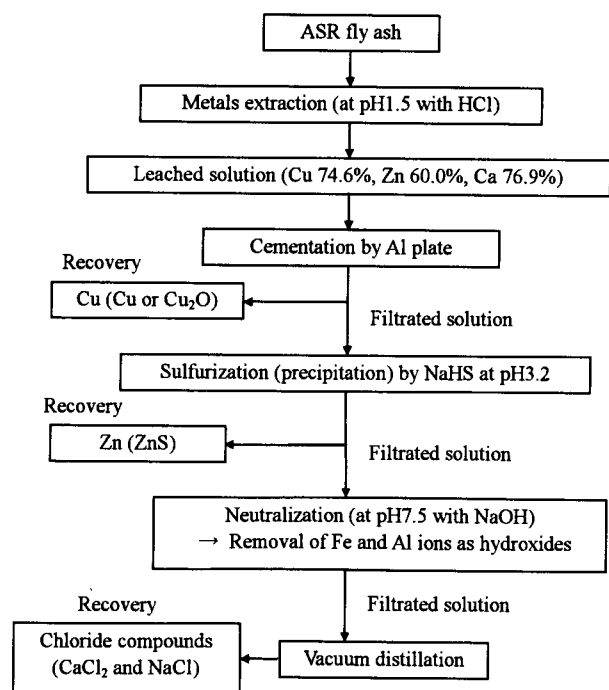 ASR fly ash
Metals extraction (at pH1.5 with HCl)
Leached solution (Cu 74.6%, Zn 60.0%, Ca 76.9%)
Cementation by Al plate
Recovery
Cu (Cu or Cu₂O)
Filtrated solution
Sulfurization (precipitation) by NaHS at pH3.2
Recovery
Zn (ZnS)
Filtrated solution
Neutralization (at pH7.5 with NaOH)
→ Removal of Fe and Al ions as hydroxides
Recovery
Filtrated solution
Chloride compounds
(CaCl₂ and NaCl)
Vacuum distillation